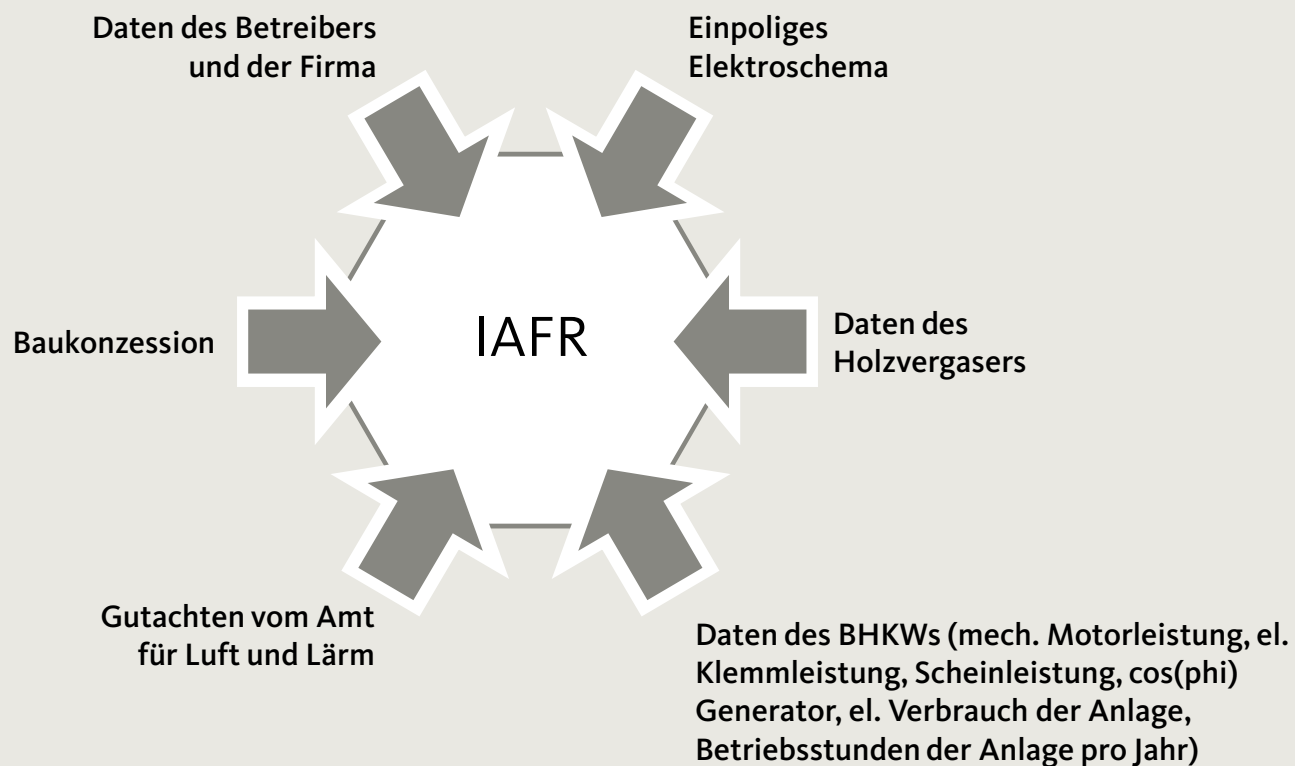 Daten des Betreibers
und der Firma
Einpoliges
Elektroschema
Baukonzession
IAFR
Daten des
Holzvergasers
Gutachten vom Amt
für Luft und Lärm
Daten des BHKWs (mech. Motorleistung, el.
Klemmleistung, Scheinleistung, cos(phi)
Generator, el. Verbrauch der Anlage,
Betriebsstunden der Anlage pro Jahr)